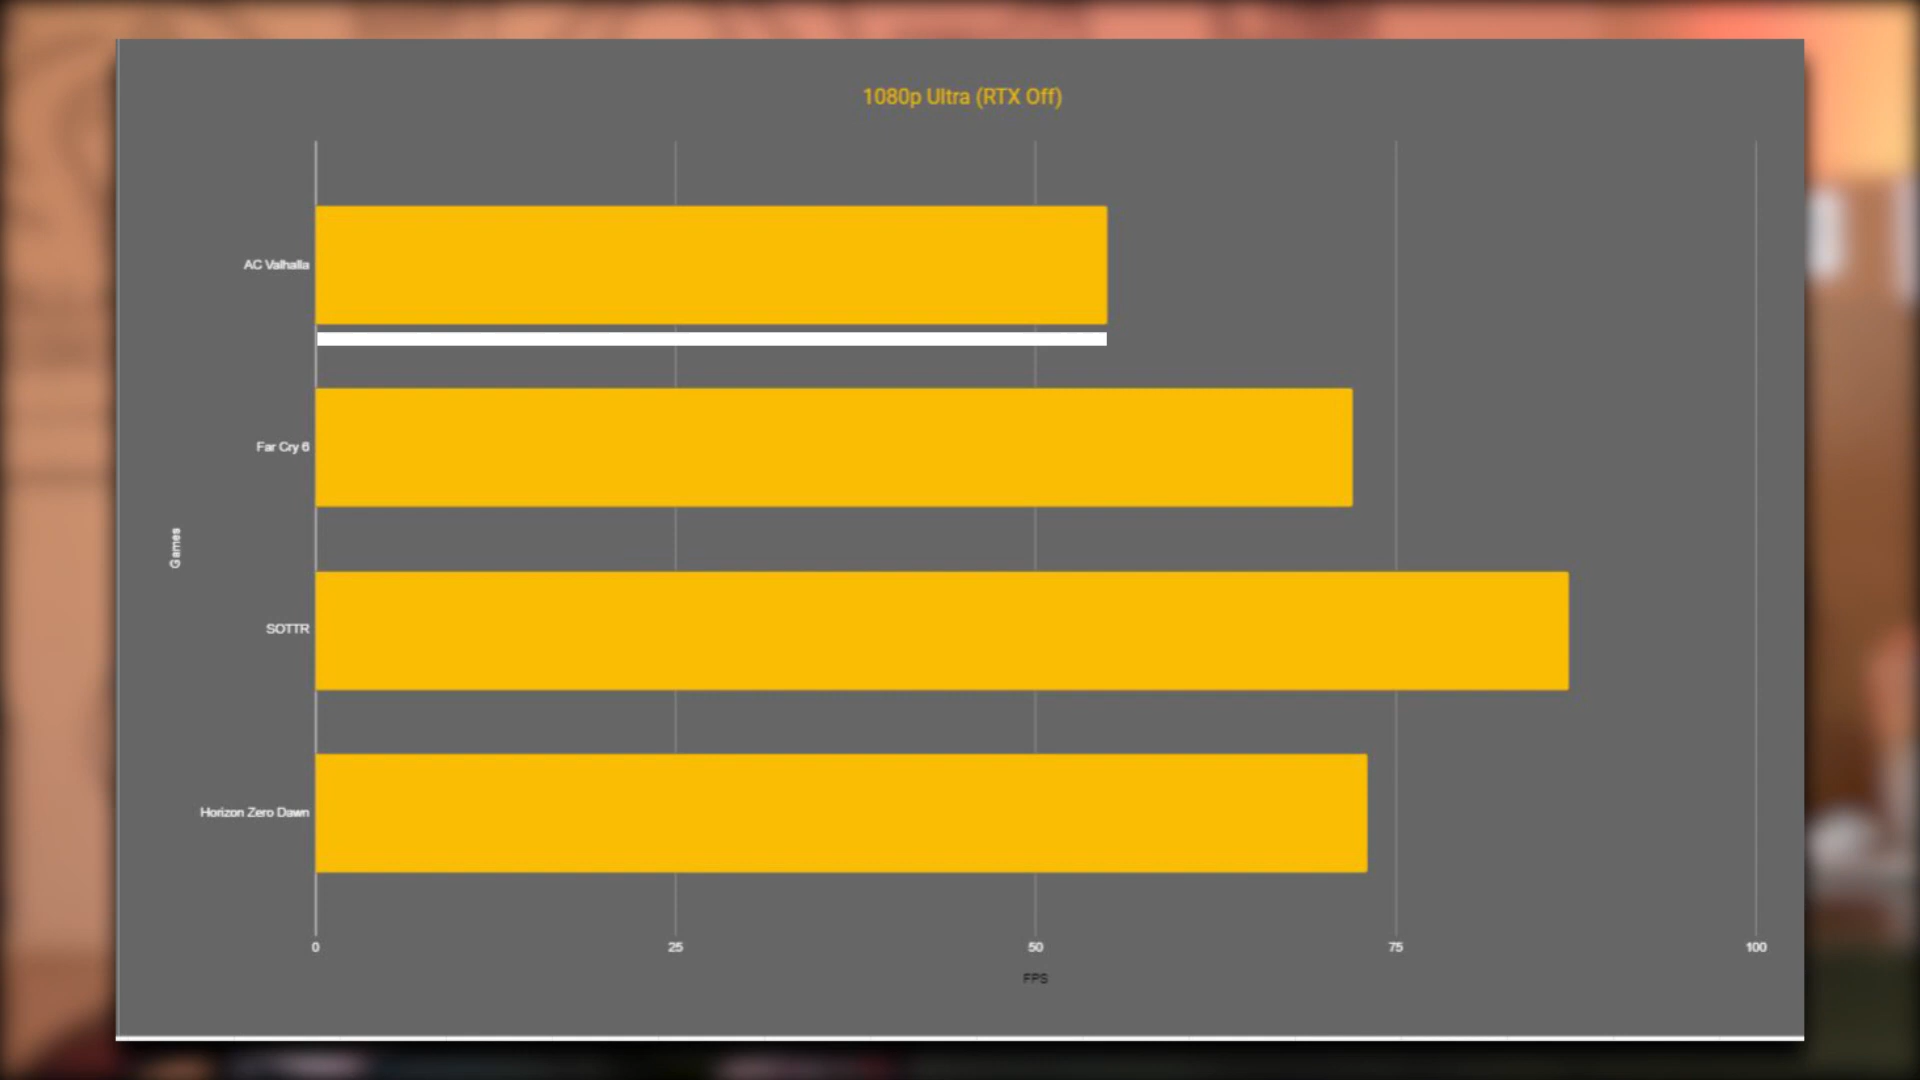 1080p Ultra (RTX Off)
AC Valhalla
Far Cry 6
Games
SOTTR
Horizon Zero Dawn
0 25 50 75 100
FPS